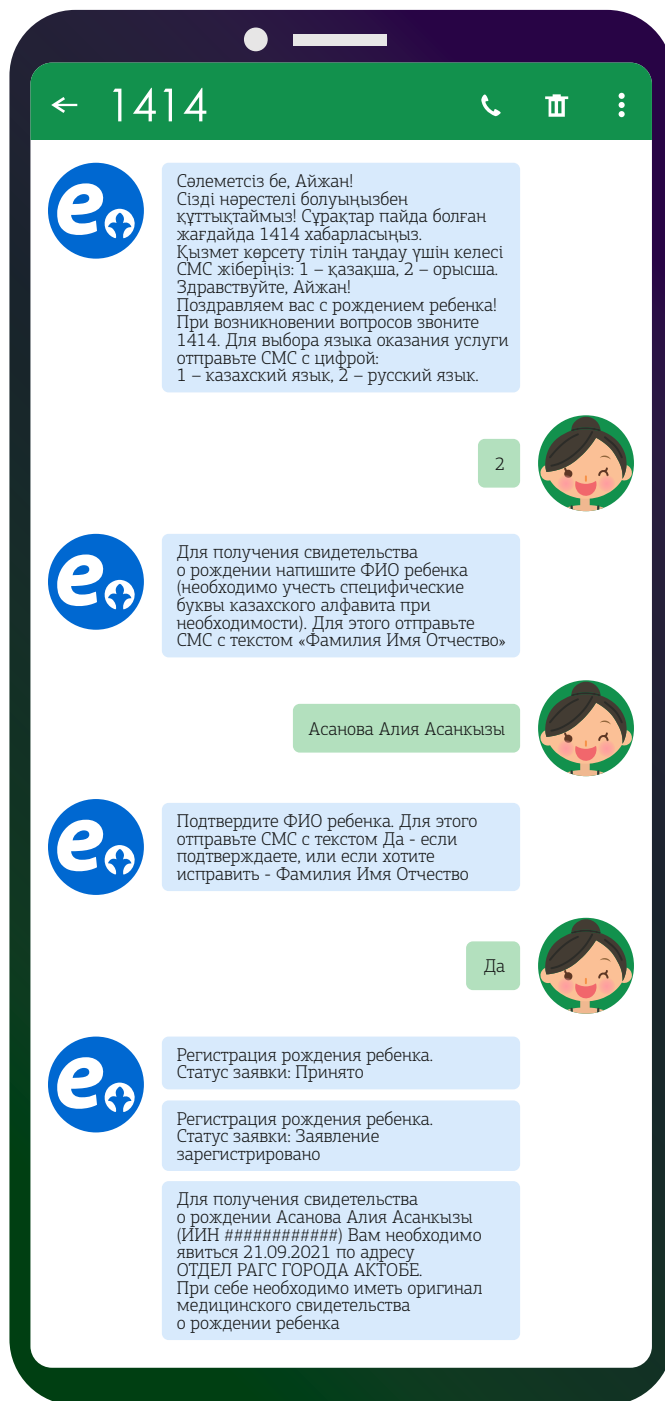 1414
Сәлеметсіз бе, Айжан!
Сізді нәрестелі болуыңызбен
құттықтаймыз! Сұрақтар пайда болған
жағдайда 1414 хабарласыңыз.
Қызмет көрсету тілін таңдау үшін келесі
СМС жіберіңіз: 1 – қазақша, 2 – орысша.
Здравствуйте, Айжан!
Поздравляем вас с рождением ребенка!
При возникновении вопросов звоните
1414. Для выбора языка оказания услуги
отправьте СМС с цифрой:
1 – казахский язык, 2 – русский язык.
2
Для получения свидетельства
о рождении напишите ФИО ребенка
(необходимо учесть специфические
буквы казахского алфавита при
необходимости). Для этого отправьте
СМС с текстом «Фамилия Имя Отчество»
Асанова Алия Асанкызы
Подтвердите ФИО ребенка. Для этого
отправьте СМС с текстом Да - если
подтверждаете, или если хотите
исправить - Фамилия Имя Отчество
Да
Регистрация рождения ребенка.
Статус заявки: Принято
Регистрация рождения ребенка.
Статус заявки: Заявление
зарегистрировано
Для получения свидетельства
о рождении Асанова Алия Асанкызы
(ИИН ############) Вам необходимо
явиться 21.09.2021 по адресу
ОТДЕЛ РАГС ГОРОДА АКТОБЕ.
При себе необходимо иметь оригинал
медицинского свидетельства
о рождении ребенка